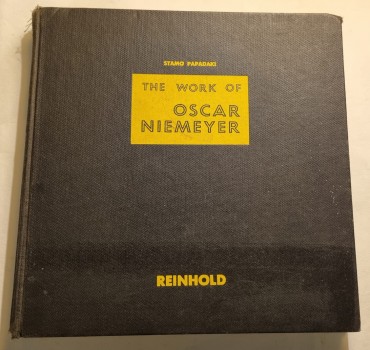 STAMO PAPADAKI
THE WORK OF
OSCAR
NIEMEYER
REINHOLD